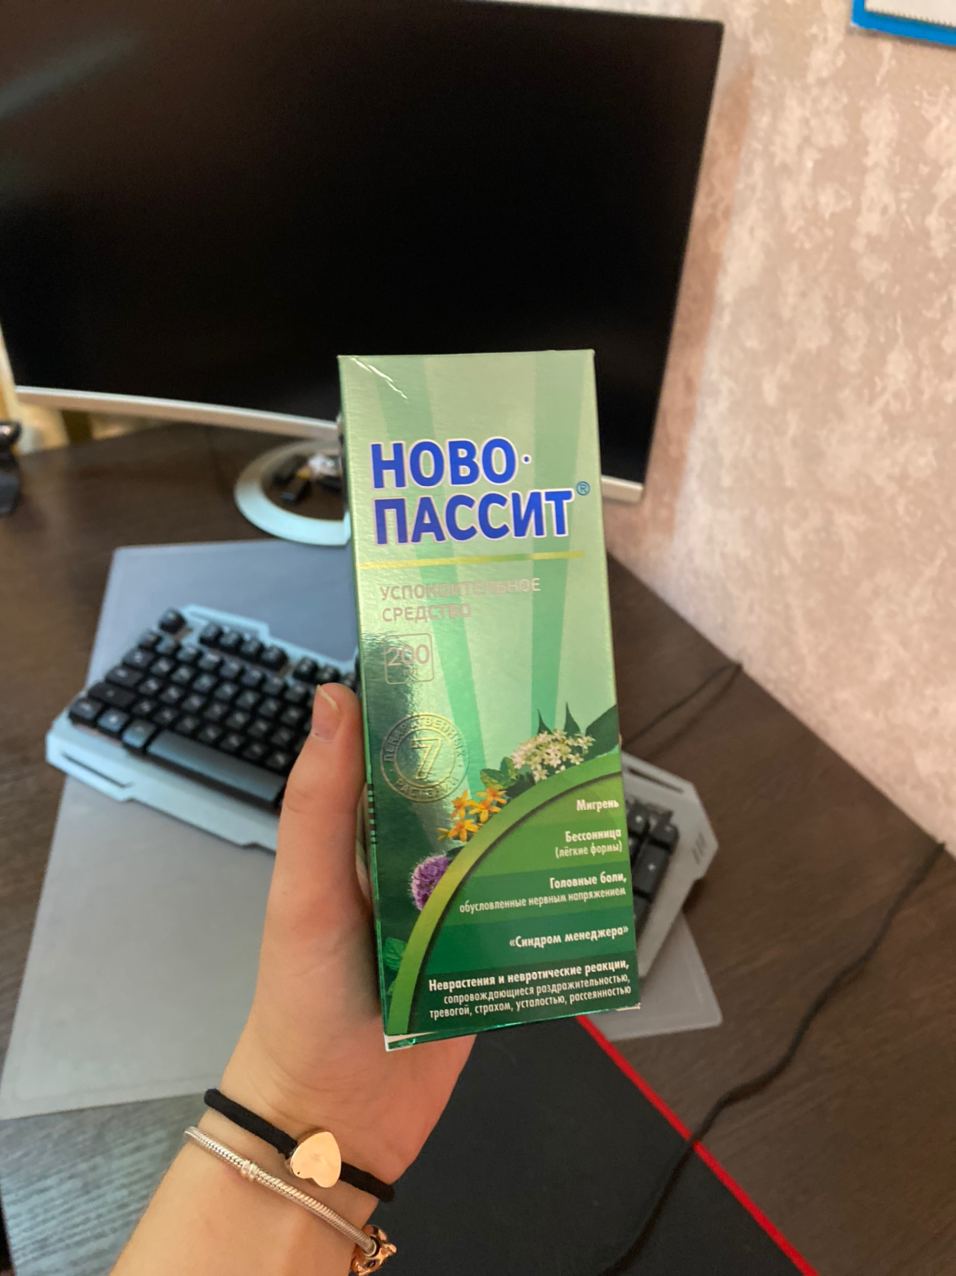 НОВО·
ПАССИТ®
УСПОКОИТЕЛЬНОЕ
СРЕДСТВО
200
7
Мигрень
Бессонница
(лёгкие формы)
Головные боли,
обусловленные нервным напряжением
«Синдром менеджера»
Неврастения и невротические реакции,
сопровождающиеся раздражительностью,
тревогой, страхом, усталостью, рассеянностью